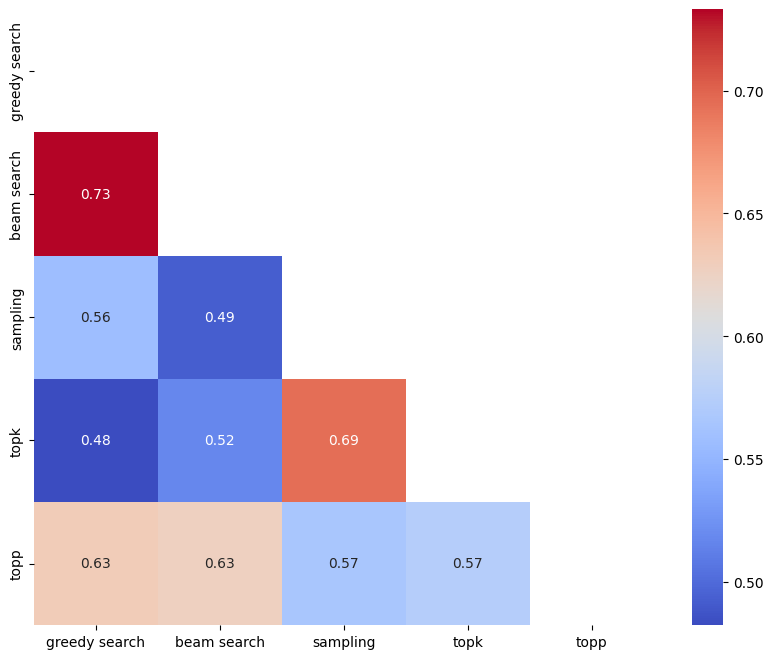 greedy search
beam search
0.73
sampling
0.56 0.49
topk
0.48 0.52 0.69
topp
0.63 0.63 0.57 0.57
greedy search beam search sampling topk topp
0.70
0.65
0.60
0.55
0.50